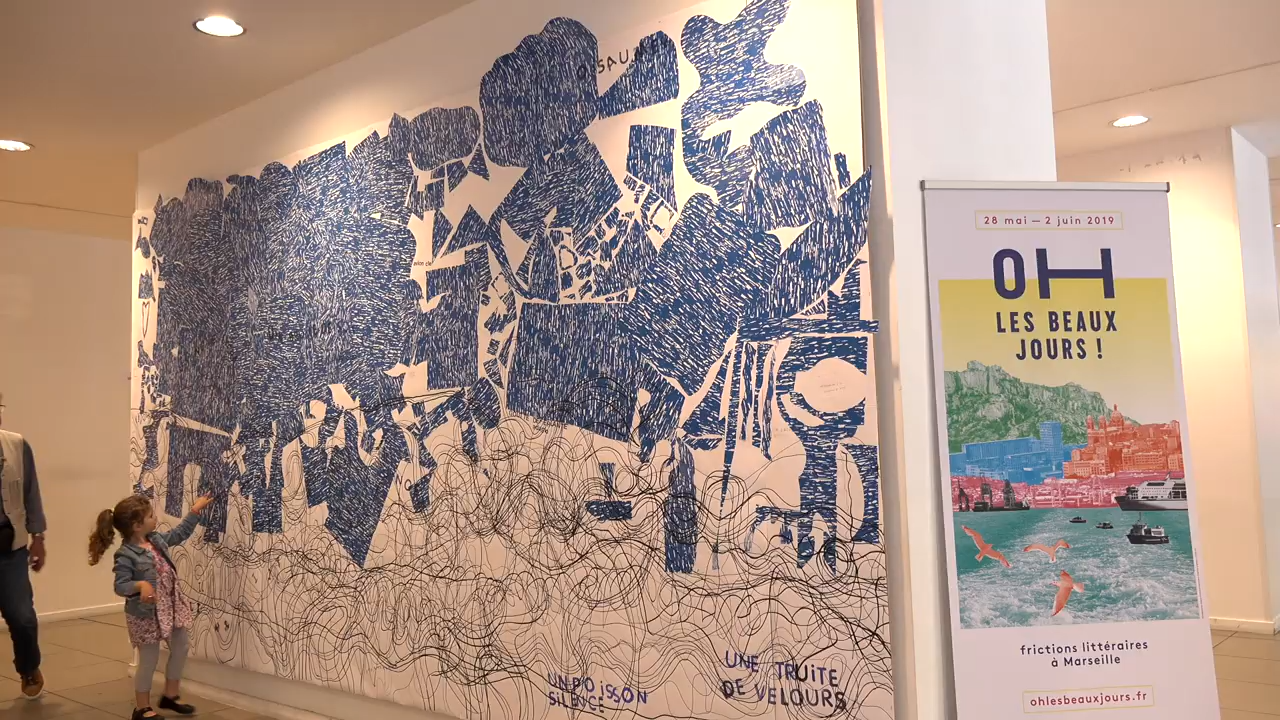 UN POISSON
SILENCE
UNE TRUITE
DE VELOURS
28 mai – 2 juin 2019
OH
LES BEAUX
JOURS !
frictions littéraires
à Marseille
ohlesbeauxjours.fr